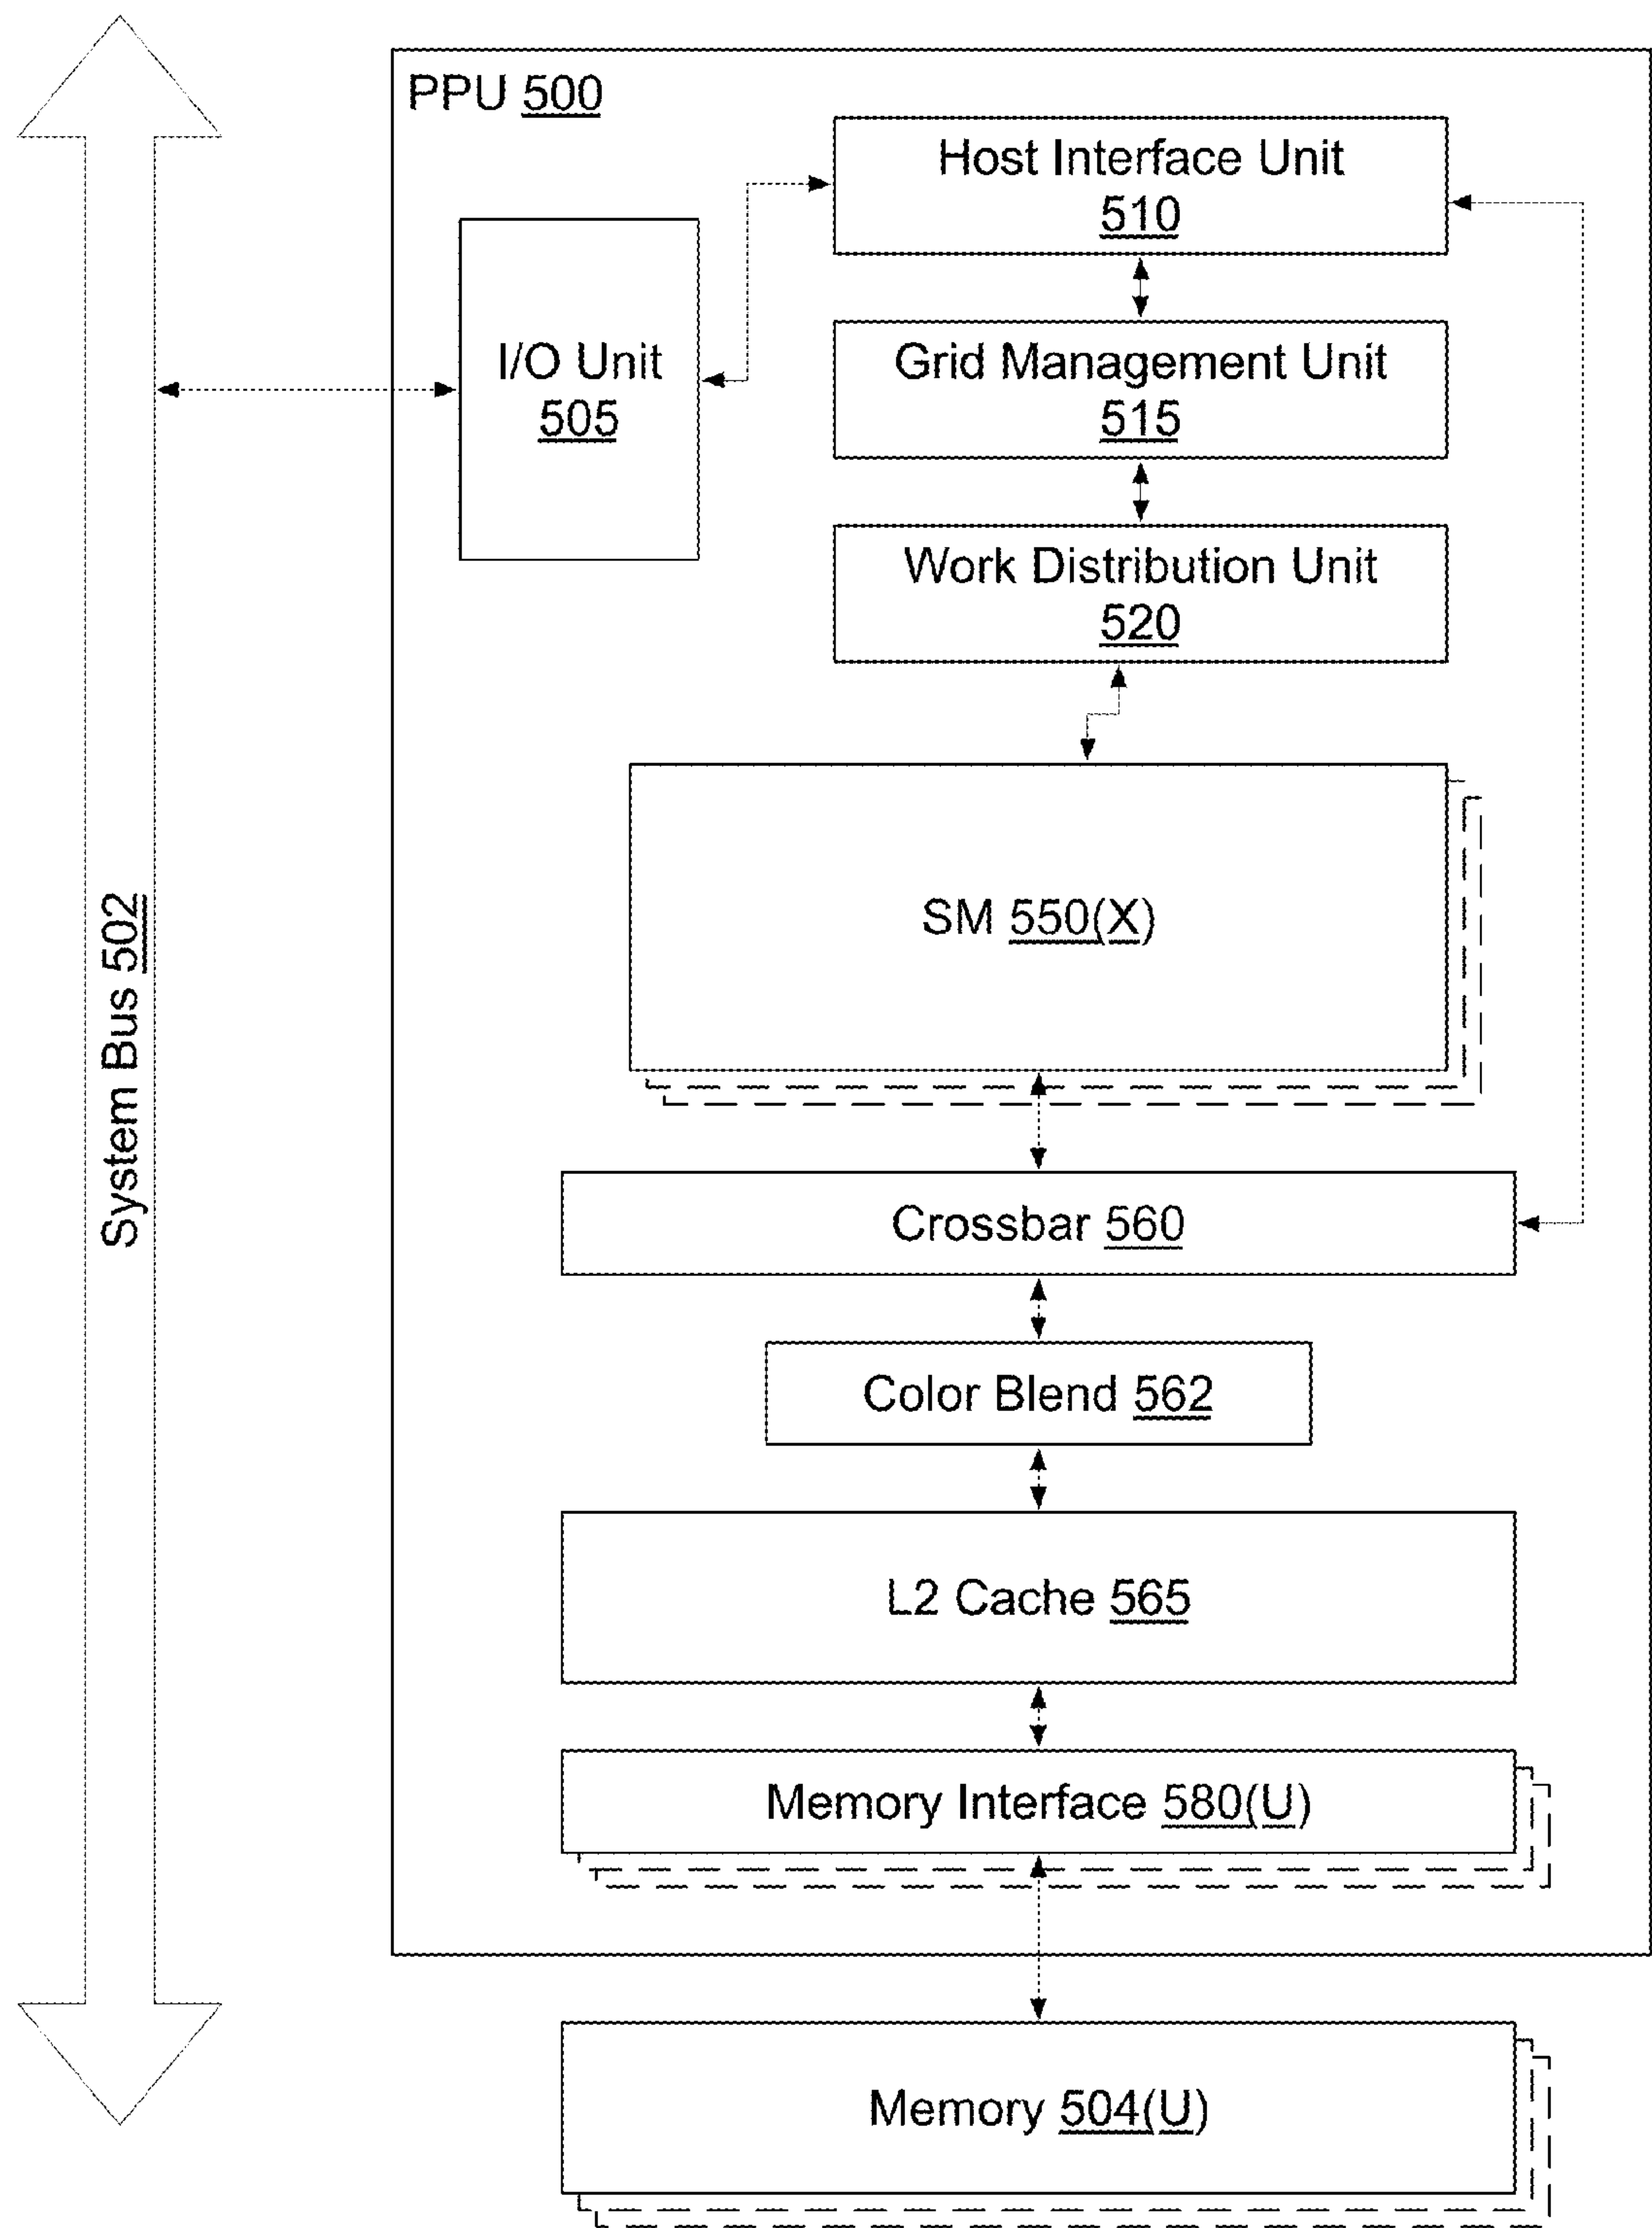 PPU 500
Host Interface Unit
510
I/O Unit
505
Grid Management Unit
515
Work Distribution Unit
520
System Bus 502
SM 550(X)
Crossbar 560
Color Blend 562
L2 Cache 565
Memory Interface 580(U)
Memory 504(U)